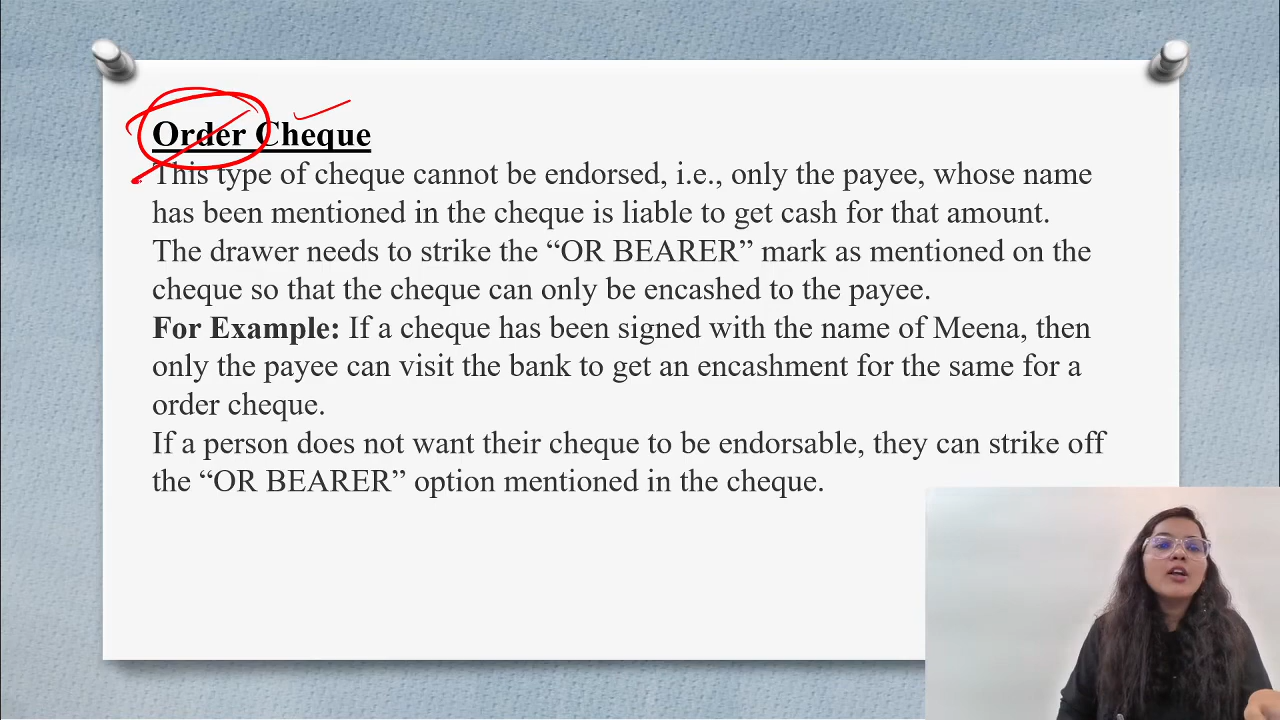 Order Cheque
This type of cheque cannot be endorsed, i.e., only the payee, whose name
has been mentioned in the cheque is liable to get cash for that amount.
The drawer needs to strike the “OR BEARER” mark as mentioned on the
cheque so that the cheque can only be encashed to the payee.
For Example: If a cheque has been signed with the name of Meena, then
only the payee can visit the bank to get an encashment for the same for a
order cheque.
If a person does not want their cheque to be endorsable, they can strike off
the “OR BEARER” option mentioned in the cheque.